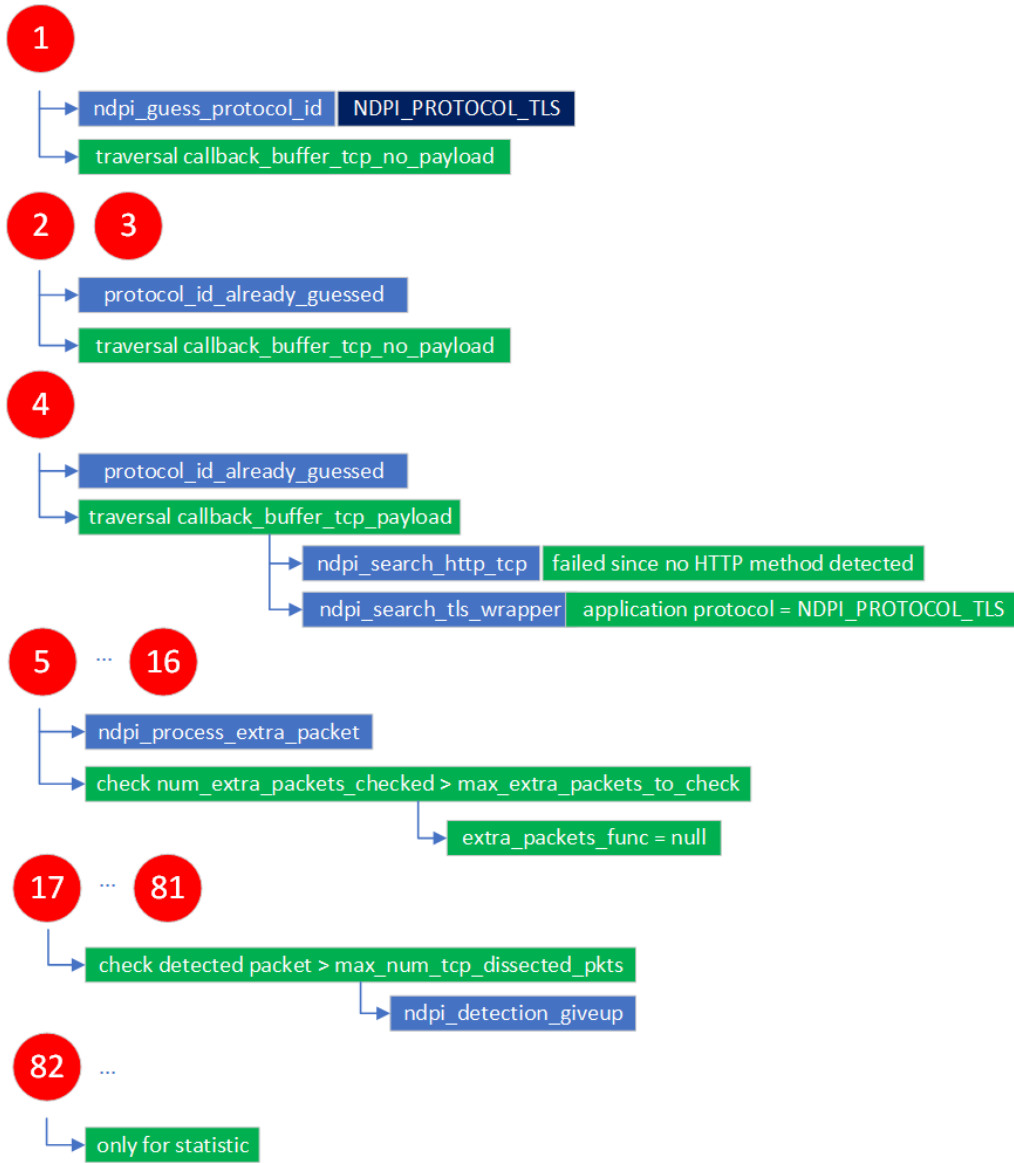 1
ndpi_guess_protocol_id NDPI_PROTOCOL_TLS
traversal callback_buffer_tcp_no_payload
2 3
protocol_id_already_guessed
traversal callback_buffer_tcp_no_payload
4
protocol_id_already_guessed
traversal callback_buffer_tcp_payload
ndpi_search_http_tcp failed since no HTTP method detected
ndpi_search_tls_wrapper application protocol = NDPI_PROTOCOL_TLS
5 ... 16
ndpi_process_extra_packet
check num_extra_packets_checked > max_extra_packets_to_check
extra_packets_func = null
17 ... 81
check detected packet > max_num_tcp_dissected_pkts
ndpi_detection_giveup
82 ...
only for statistic